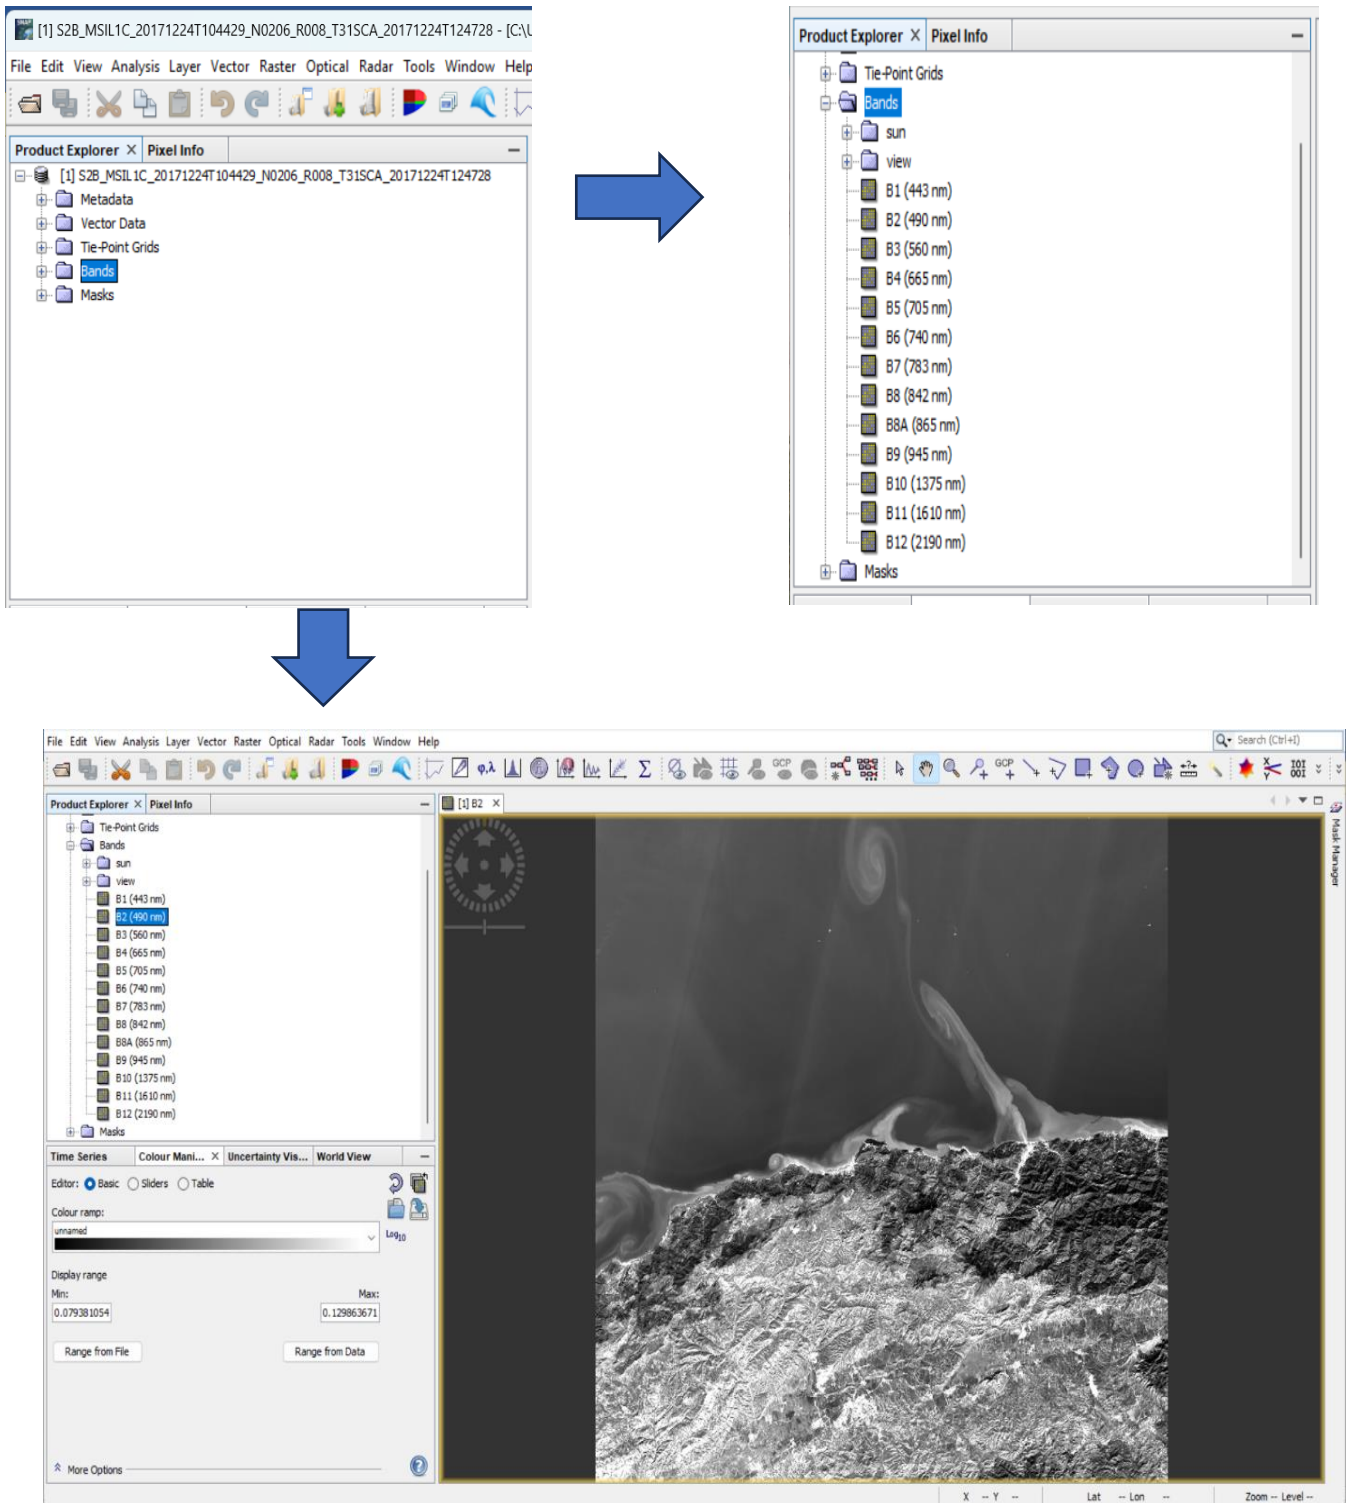 [1] S2B_MSIL1C_20171224T104429_N0206_R008_T31SCA_20171224T124728 - [C:\U
File Edit View Analysis Layer Vector Raster Optical Radar Tools Window Help
Product Explorer × Pixel Info
[1] S2B_MSIL1C_20171224T104429_N0206_R008_T31SCA_20171224T124728
Metadata
Vector Data
Tie-Point Grids
Bands
Masks
Product Explorer × Pixel Info
Tie-Point Grids
Bands
sun
view
B1 (443 nm)
B2 (490 nm)
B3 (560 nm)
B4 (665 nm)
B5 (705 nm)
B6 (740 nm)
B7 (783 nm)
B8 (842 nm)
B8A (865 nm)
B9 (945 nm)
B10 (1375 nm)
B11 (1610 nm)
B12 (2190 nm)
Masks
File Edit View Analysis Layer Vector Raster Optical Radar Tools Window Help
Search (Ctrl+I)
Product Explorer × Pixel Info
[1] B2 ×
Tie-Point Grids
Bands
sun
view
B1 (443 nm)
B2 (490 nm)
B3 (560 nm)
B4 (665 nm)
B5 (705 nm)
B6 (740 nm)
B7 (783 nm)
B8 (842 nm)
B8A (865 nm)
B9 (945 nm)
B10 (1375 nm)
B11 (1610 nm)
B12 (2190 nm)
Masks
Mask Manager
Time Series Colour Mani... × Uncertainty Vis... World View
Editor: Basic Sliders Table
Colour ramp:
unnamed
Log10
Display range
Min: Max:
0.079381054 0.129863671
Range from File Range from Data
More Options
X -- Y -- Lat -- Lon -- Zoom -- Level --